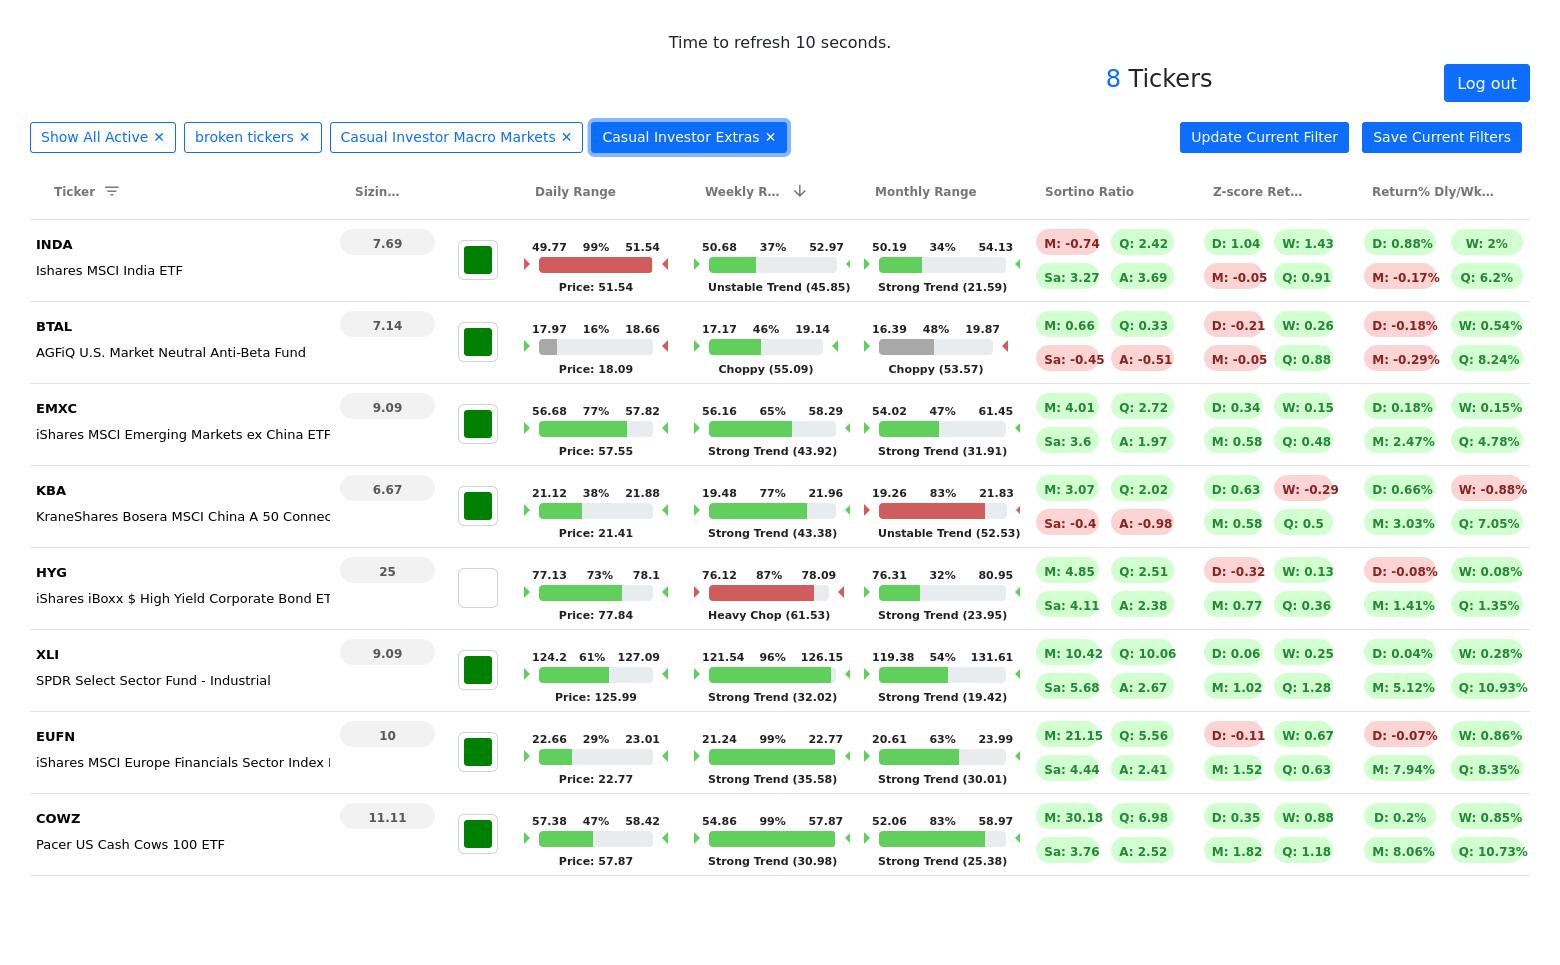 Time to refresh 10 seconds.
8 Tickers
Log out
Show All Active ✕ broken tickers ✕ Casual Investor Macro Markets ✕ Casual Investor Extras ✕ Update Current Filter Save Current Filters
Ticker Sizin… Daily Range Weekly R… Monthly Range Sortino Ratio Z-score Ret… Return% Dly/Wk…
INDA 7.69 49.77 99% 51.54 50.68 37% 52.97 50.19 34% 54.13 M: -0.74 Q: 2.42 D: 1.04 W: 1.43 D: 0.88% W: 2%
Ishares MSCI India ETF Sa: 3.27 A: 3.69 M: -0.05 Q: 0.91 M: -0.17% Q: 6.2%
Price: 51.54 Unstable Trend (45.85) Strong Trend (21.59)
BTAL 7.14 17.97 16% 18.66 17.17 46% 19.14 16.39 48% 19.87 M: 0.66 Q: 0.33 D: -0.21 W: 0.26 D: -0.18% W: 0.54%
AGFiQ U.S. Market Neutral Anti-Beta Fund Sa: -0.45 A: -0.51 M: -0.05 Q: 0.88 M: -0.29% Q: 8.24%
Price: 18.09 Choppy (55.09) Choppy (53.57)
EMXC 9.09 56.68 77% 57.82 56.16 65% 58.29 54.02 47% 61.45 M: 4.01 Q: 2.72 D: 0.34 W: 0.15 D: 0.18% W: 0.15%
iShares MSCI Emerging Markets ex China ETF Sa: 3.6 A: 1.97 M: 0.58 Q: 0.48 M: 2.47% Q: 4.78%
Price: 57.55 Strong Trend (43.92) Strong Trend (31.91)
KBA 6.67 21.12 38% 21.88 19.48 77% 21.96 19.26 83% 21.83 M: 3.07 Q: 2.02 D: 0.63 W: -0.29 D: 0.66% W: -0.88%
KraneShares Bosera MSCI China A 50 Connec Sa: -0.4 A: -0.98 M: 0.58 Q: 0.5 M: 3.03% Q: 7.05%
Price: 21.41 Strong Trend (43.38) Unstable Trend (52.53)
HYG 25 77.13 73% 78.1 76.12 87% 78.09 76.31 32% 80.95 M: 4.85 Q: 2.51 D: -0.32 W: 0.13 D: -0.08% W: 0.08%
iShares iBoxx $ High Yield Corporate Bond ET Sa: 4.11 A: 2.38 M: 0.77 Q: 0.36 M: 1.41% Q: 1.35%
Price: 77.84 Heavy Chop (61.53) Strong Trend (23.95)
XLI 9.09 124.2 61% 127.09 121.54 96% 126.15 119.38 54% 131.61 M: 10.42 Q: 10.06 D: 0.06 W: 0.25 D: 0.04% W: 0.28%
SPDR Select Sector Fund - Industrial Sa: 5.68 A: 2.67 M: 1.02 Q: 1.28 M: 5.12% Q: 10.93%
Price: 125.99 Strong Trend (32.02) Strong Trend (19.42)
EUFN 10 22.66 29% 23.01 21.24 99% 22.77 20.61 63% 23.99 M: 21.15 Q: 5.56 D: -0.11 W: 0.67 D: -0.07% W: 0.86%
iShares MSCI Europe Financials Sector Index Sa: 4.44 A: 2.41 M: 1.52 Q: 0.63 M: 7.94% Q: 8.35%
Price: 22.77 Strong Trend (35.58) Strong Trend (30.01)
COWZ 11.11 57.38 47% 58.42 54.86 99% 57.87 52.06 83% 58.97 M: 30.18 Q: 6.98 D: 0.35 W: 0.88 D: 0.2% W: 0.85%
Pacer US Cash Cows 100 ETF Sa: 3.76 A: 2.52 M: 1.82 Q: 1.18 M: 8.06% Q: 10.73%
Price: 57.87 Strong Trend (30.98) Strong Trend (25.38)